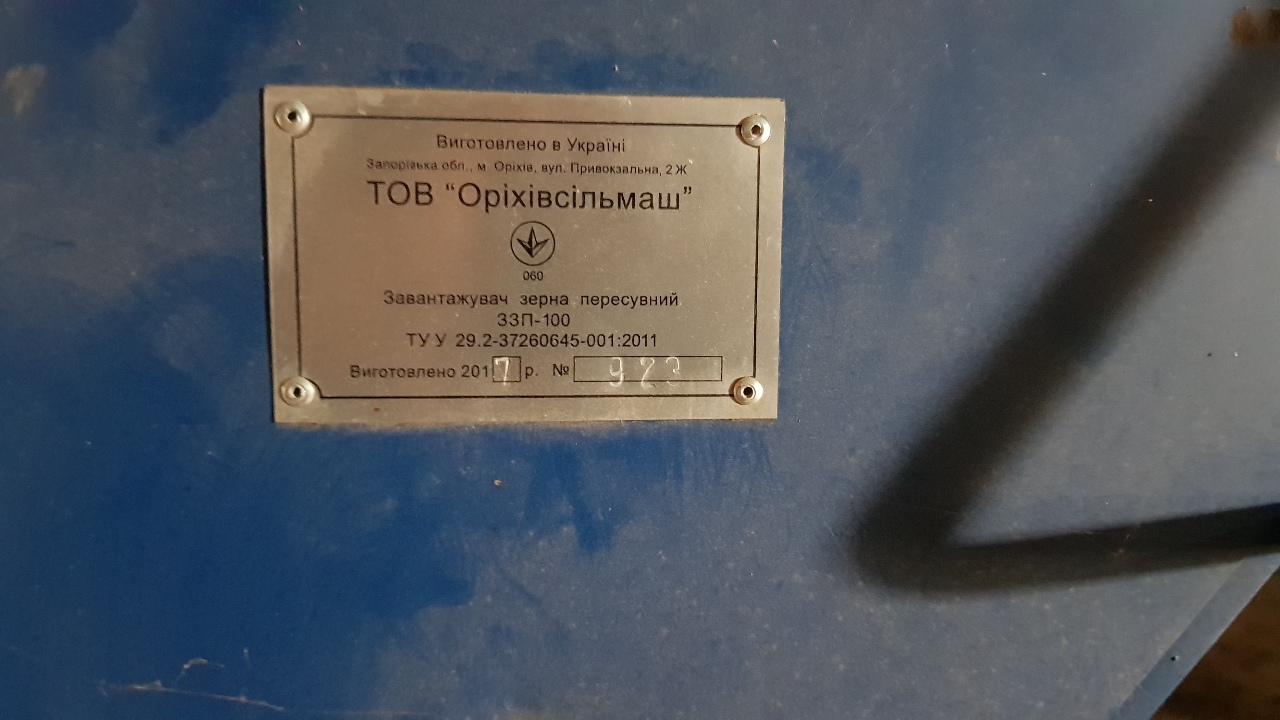 Виготовлено в Україні
Запорізька обл., м. Оріхів, вул. Привокзальна, 2 Ж
ТОВ “Оріхівсільмаш”
060
Завантажувач зерна пересувний
ЗЗП-100
ТУ У 29.2-37260645-001:2011
Виготовлено 2017 р. № 923